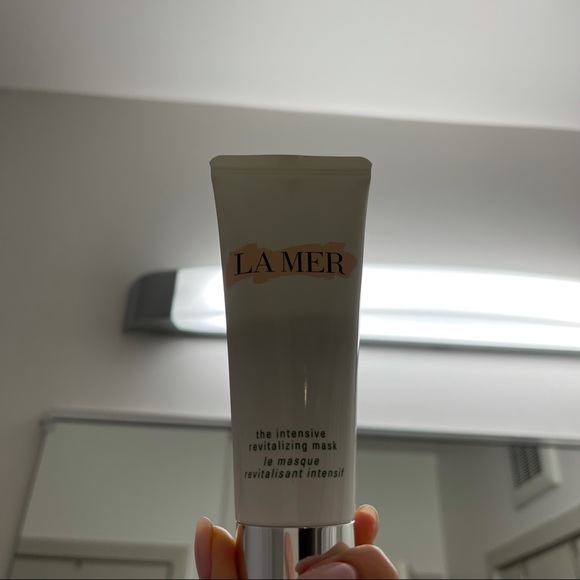 LA MER
the intensive
revitalizing mask
le masque
revitalisant intensif